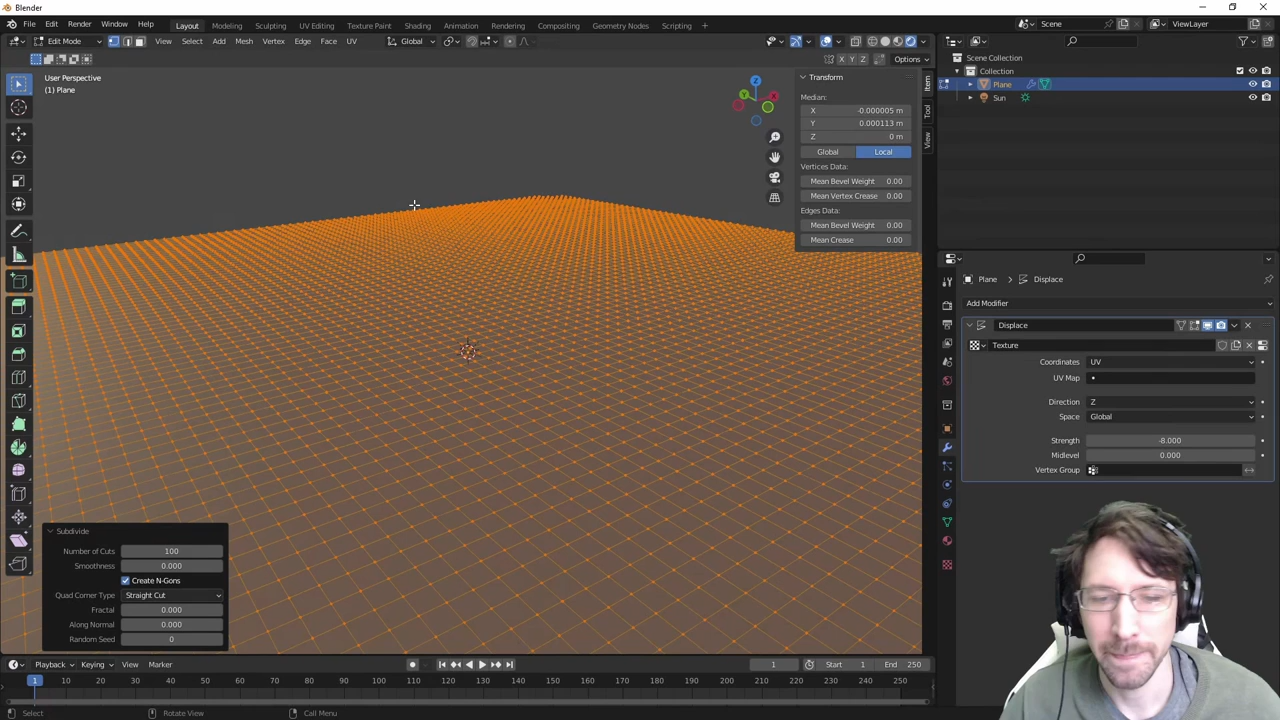 Blender
File Edit Render Window Help Layout Modeling Sculpting UV Editing Texture Paint Shading Animation Rendering Compositing Geometry Nodes Scripting + Scene ViewLayer
Edit Mode View Select Add Mesh Vertex Edge Face UV Global
X Y Z Options
User Perspective
(1) Plane
Z
Y
X
Transform
Median:
X -0.000005 m
Y 0.000113 m
Z 0 m
Global Local
Vertices Data:
Mean Bevel Weight 0.00
Mean Vertex Crease 0.00
Edges Data:
Mean Bevel Weight 0.00
Mean Crease 0.00
Item
Tool
View
Scene Collection
Collection
Plane
Sun
Plane > Displace
Add Modifier
Displace
Texture
Coordinates UV
UV Map
Direction Z
Space Global
Strength -8.000
Midlevel 0.000
Vertex Group
Subdivide
Number of Cuts 100
Smoothness 0.000
Create N-Gons
Quad Corner Type Straight Cut
Fractal 0.000
Along Normal 0.000
Random Seed 0
Playback Keying View Marker 1 Start 1 End 250
1 10 20 30 40 50 60 70 80 90 100 110 120 130 140 150 160 170 180 190 200 210 220 230 240 250
Select Rotate View Call Menu